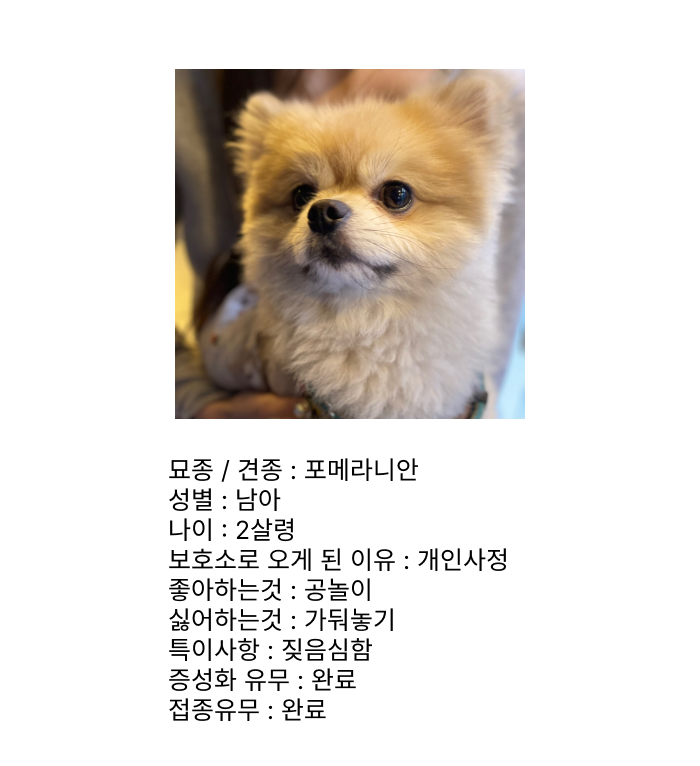 묘종 / 견종 : 포메라니안
성별 : 남아
나이 : 2살령
보호소로 오게 된 이유 : 개인사정
좋아하는것 : 공놀이
싫어하는것 : 가둬놓기
특이사항 : 짖음심함
증성화 유무 : 완료
접종유무 : 완료